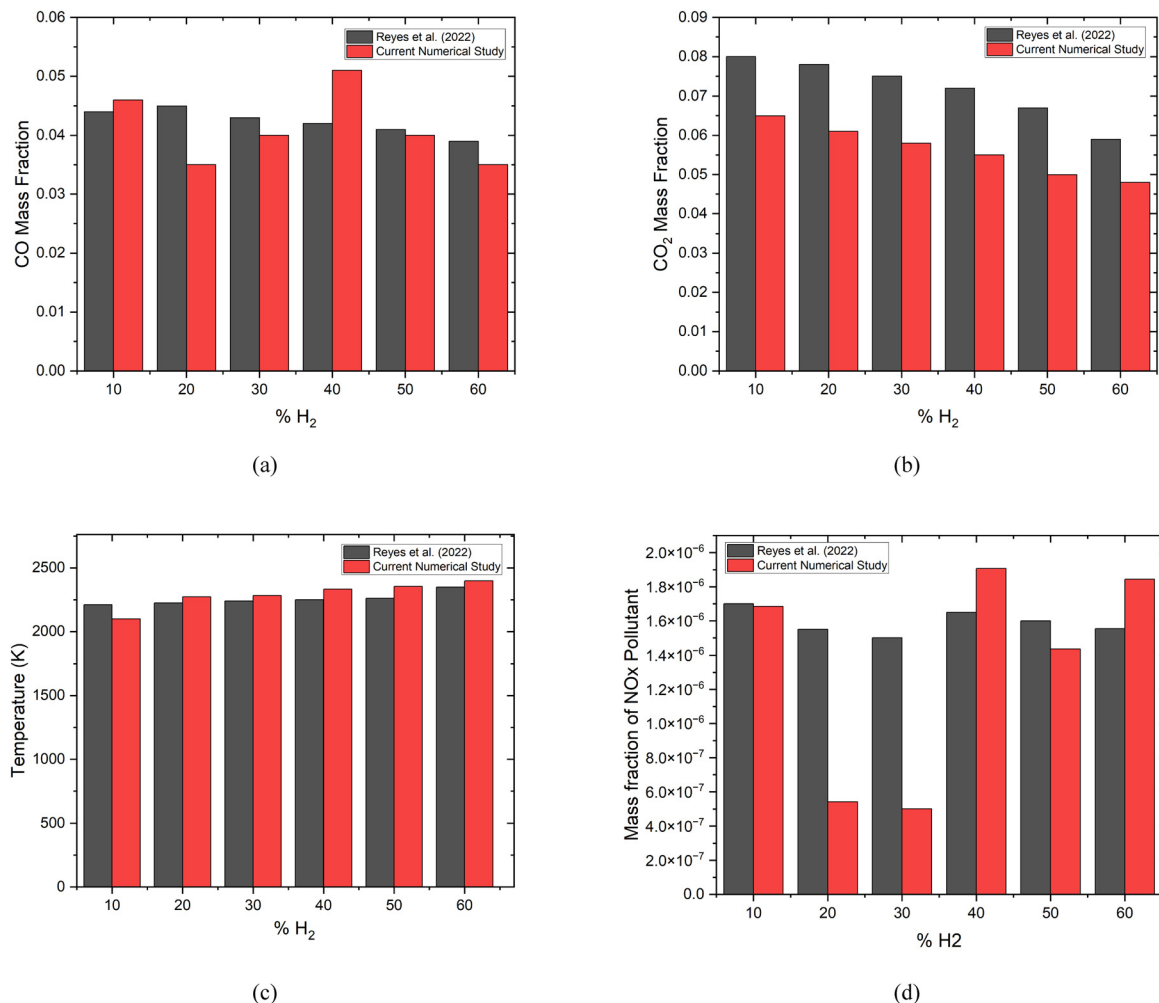 0.06
0.05
0.04
0.03
0.02
0.01
0.00
CO Mass Fraction
Reyes et al. (2022)
Current Numerical Study
10 20 30 40 50 60
% H₂
(a)
0.09
0.08
0.07
0.06
0.05
0.04
0.03
0.02
0.01
0.00
CO₂ Mass Fraction
Reyes et al. (2022)
Current Numerical Study
10 20 30 40 50 60
% H₂
(b)
2500
2000
1500
1000
500
0
Temperature (K)
Reyes et al. (2022)
Current Numerical Study
10 20 30 40 50 60
% H₂
(c)
2.0×10⁻⁶
1.8×10⁻⁶
1.6×10⁻⁶
1.4×10⁻⁶
1.2×10⁻⁶
1.0×10⁻⁶
8.0×10⁻⁷
6.0×10⁻⁷
4.0×10⁻⁷
2.0×10⁻⁷
0.0
Mass fraction of NOx Pollutant
Reyes et al. (2022)
Current Numerical Study
10 20 30 40 50 60
% H2
(d)